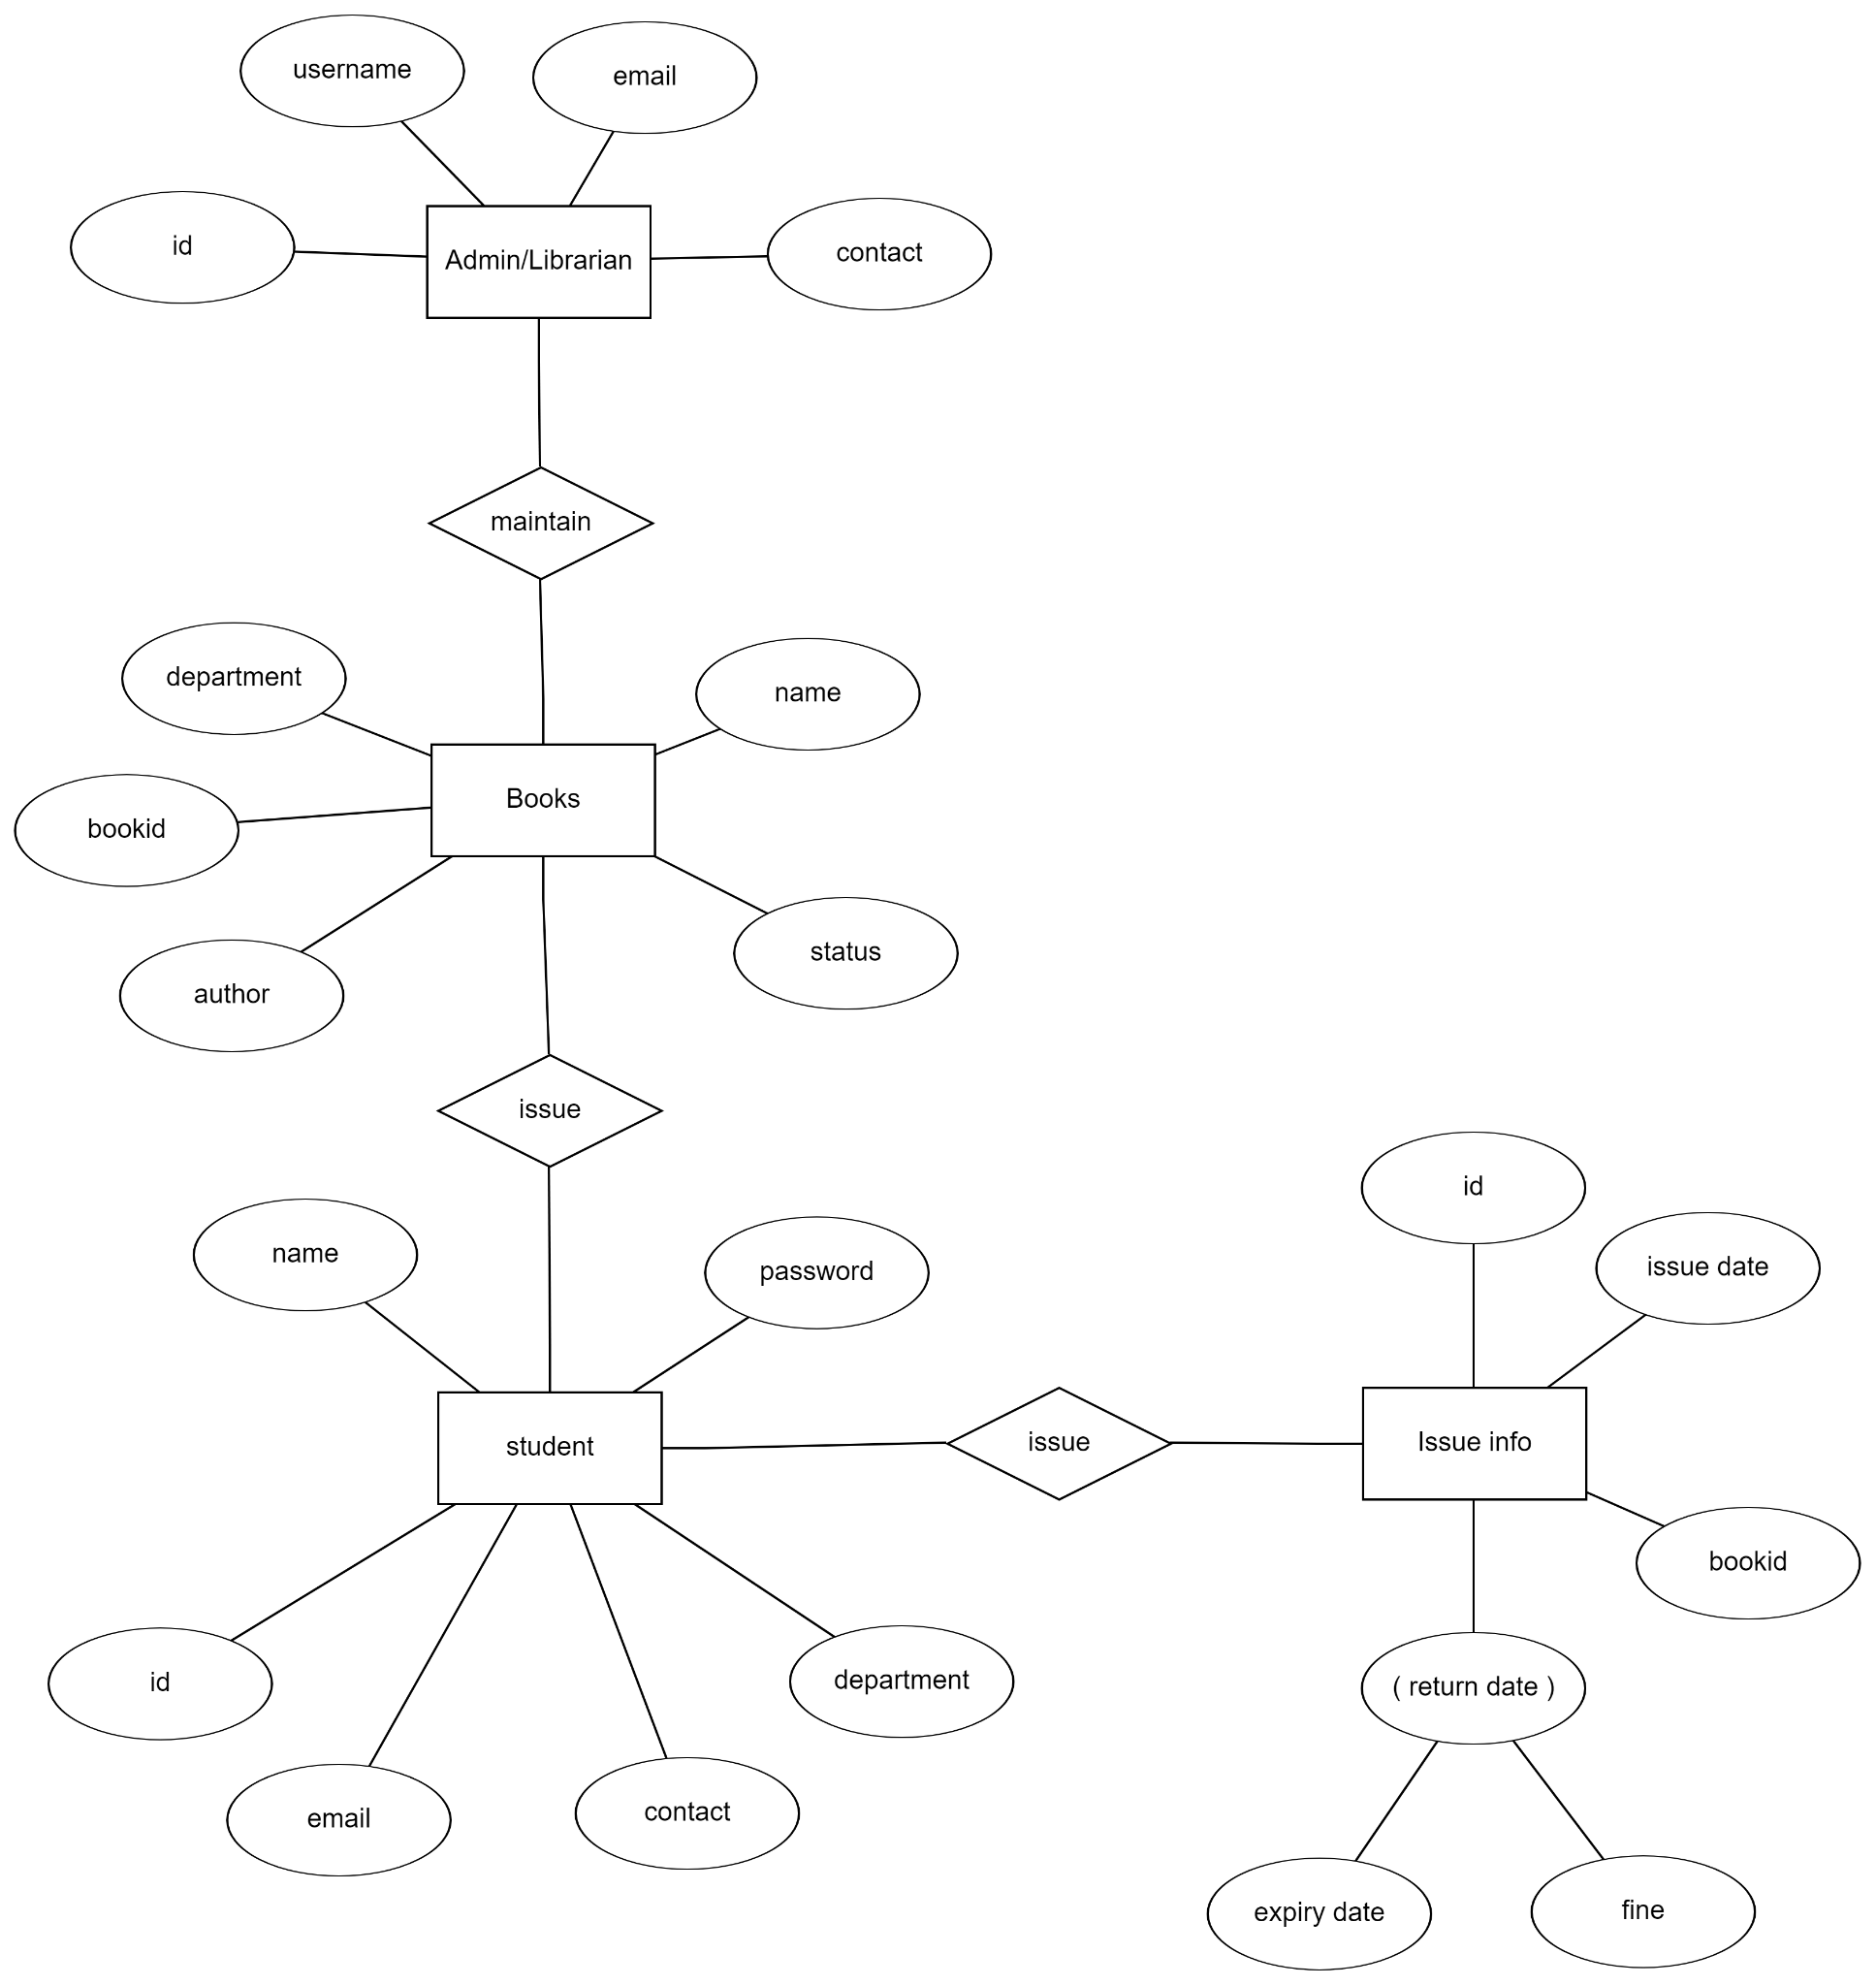 username
email
id
Admin/Librarian
contact
maintain
department
name
Books
bookid
status
author
issue
name
password
id
issue date
student
issue
Issue info
bookid
id
department
( return date )
email
contact
expiry date
fine